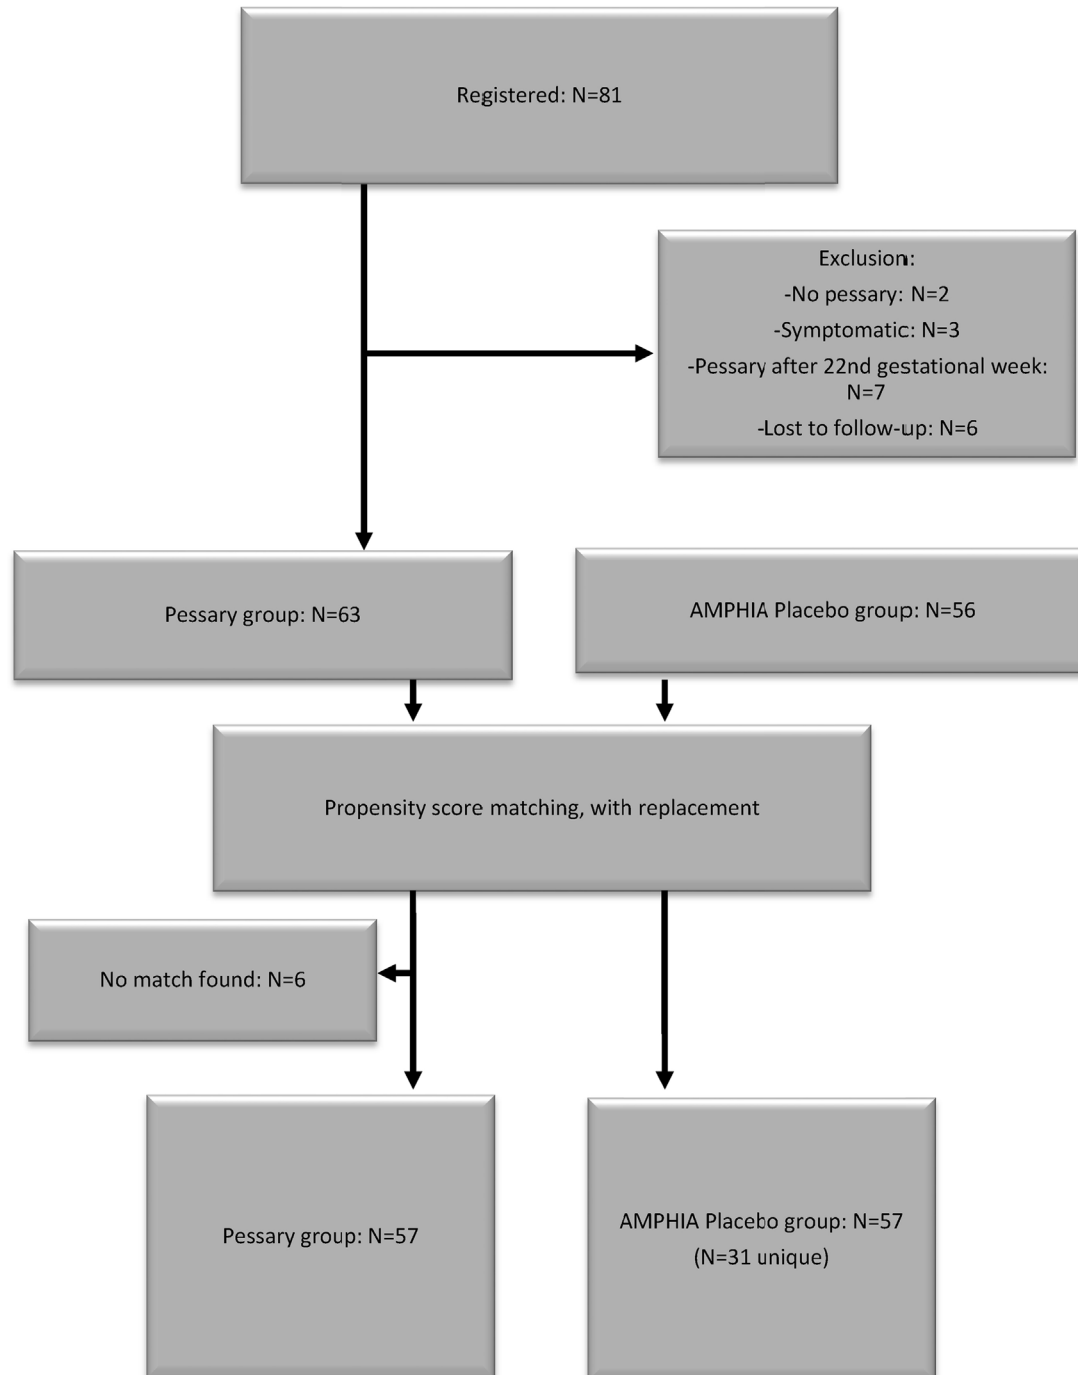 Registered: N=81
Exclusion:
-No pessary: N=2
-Symptomatic: N=3
-Pessary after 22nd gestational week:
N=7
-Lost to follow-up: N=6
Pessary group: N=63
AMPHIA Placebo group: N=56
Propensity score matching, with replacement
No match found: N=6
Pessary group: N=57
AMPHIA Placebo group: N=57
(N=31 unique)